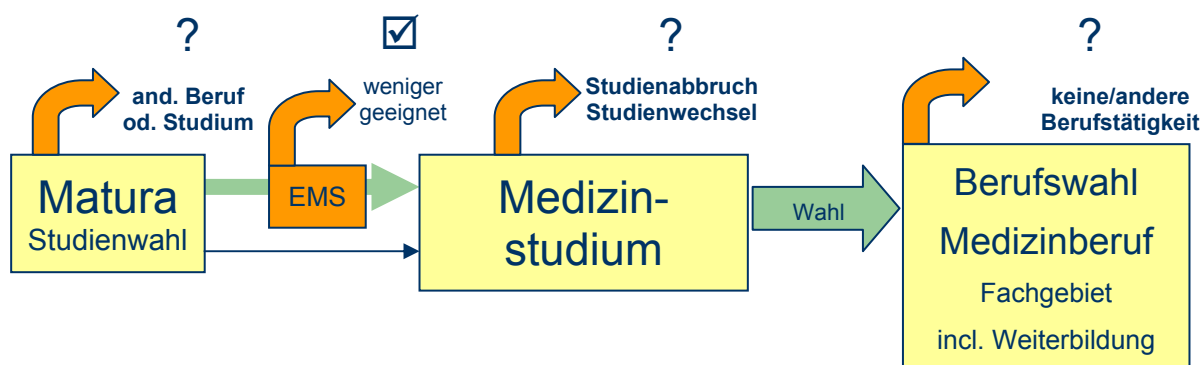 ?
☑
?
?
and. Beruf
od. Studium
weniger
geeignet
Studienabbruch
Studienwechsel
keine/andere
Berufstätigkeit
Matura
Studienwahl
EMS
Medizin-
studium
Wahl
Berufswahl
Medizinberuf
Fachgebiet
incl. Weiterbildung